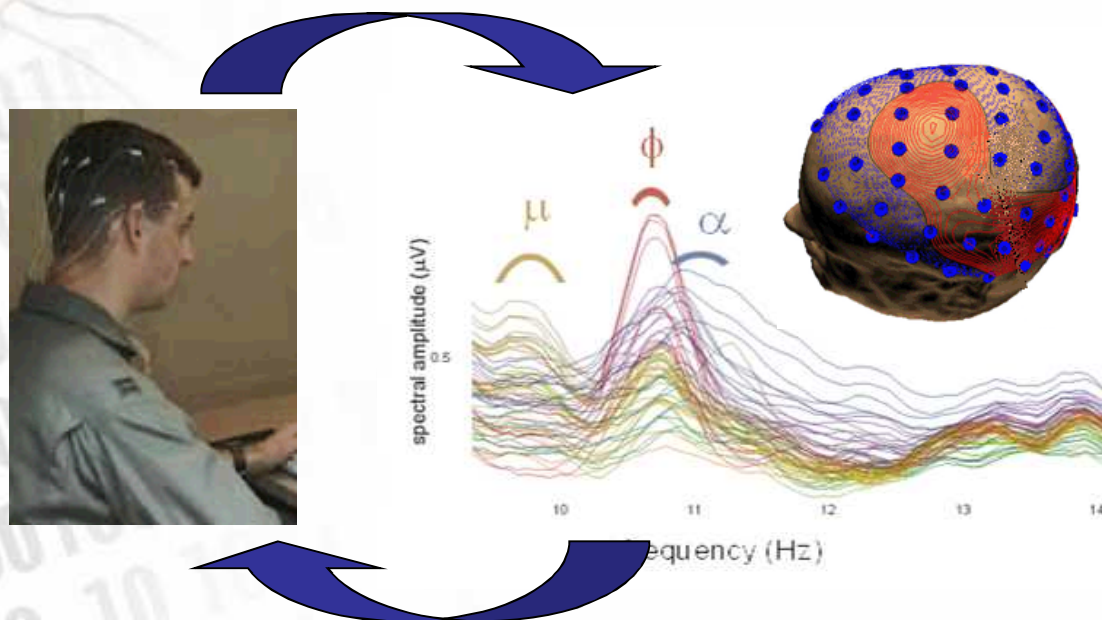 ϕ
μ
α
spectral amplitude (μV)
0.5
10 11 12 13 14
equency (Hz)